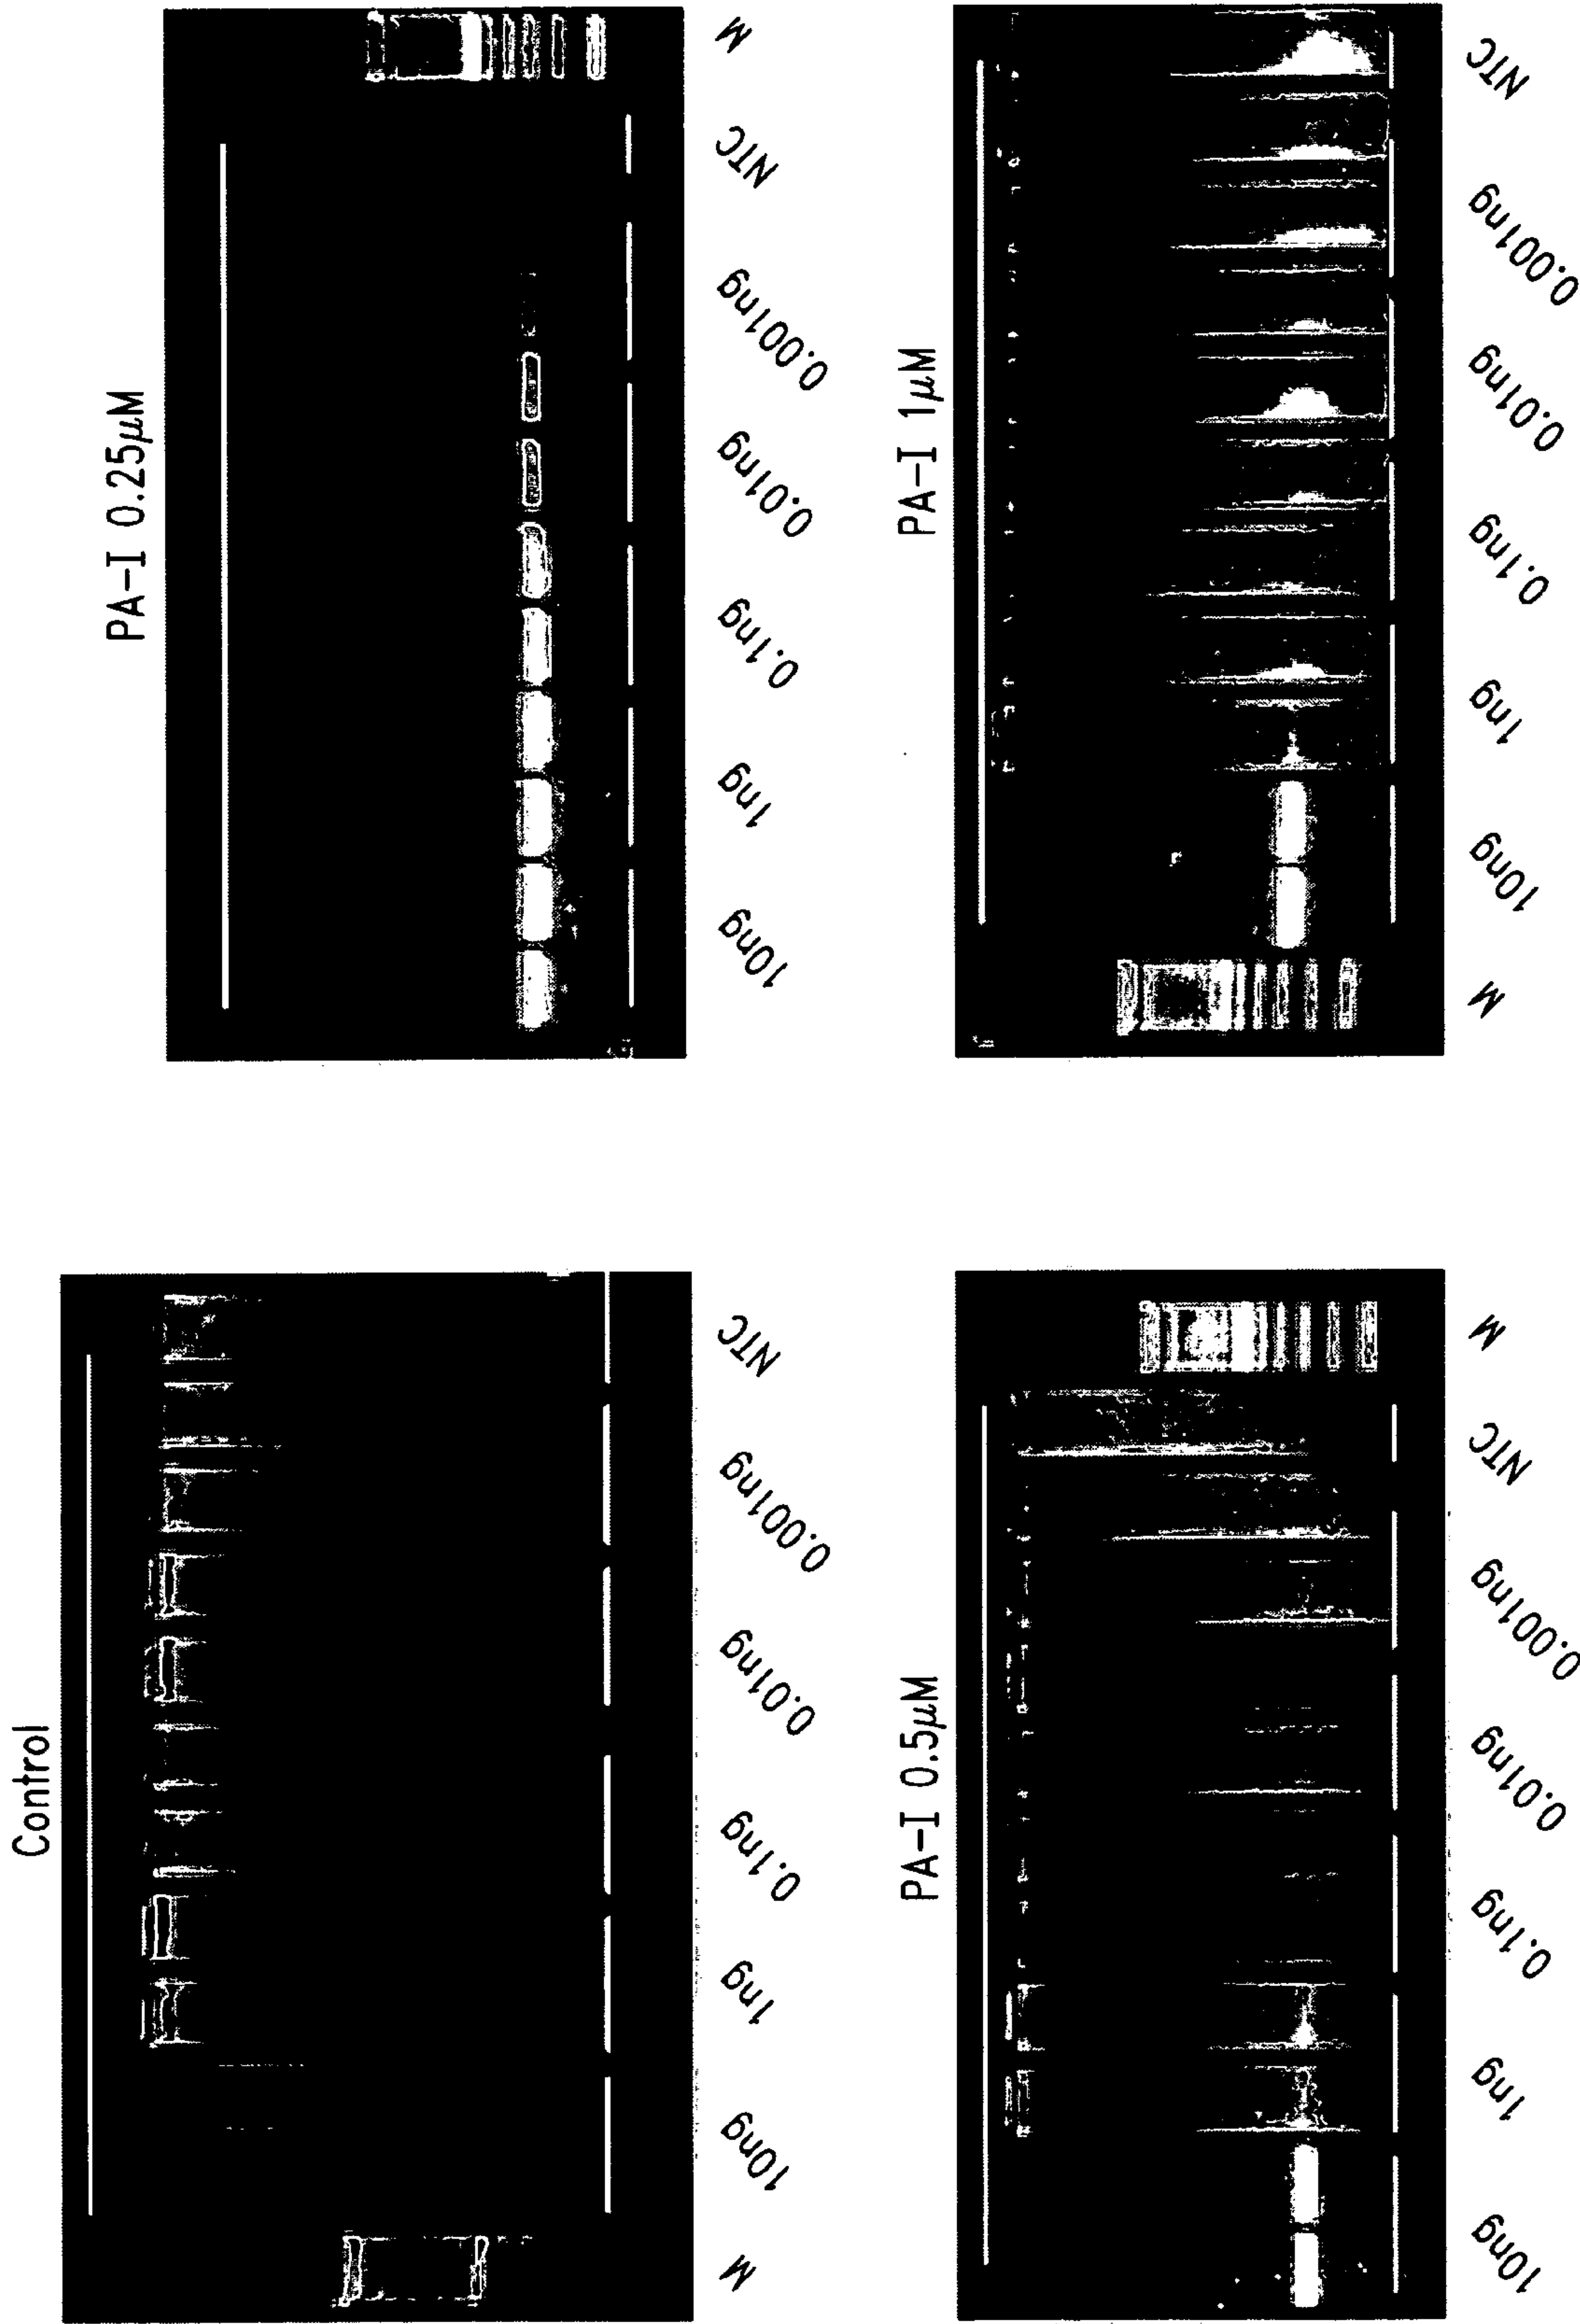 Control
M 10ng 1ng 0.1ng 0.01ng 0.001ng NTC
PA-I 0.25µM
10ng 1ng 0.1ng 0.01ng 0.001ng NTC M
PA-I 0.5µM
10ng 1ng 0.1ng 0.01ng 0.001ng NTC M
PA-I 1µM
M 10ng 1ng 0.1ng 0.01ng 0.001ng NTC